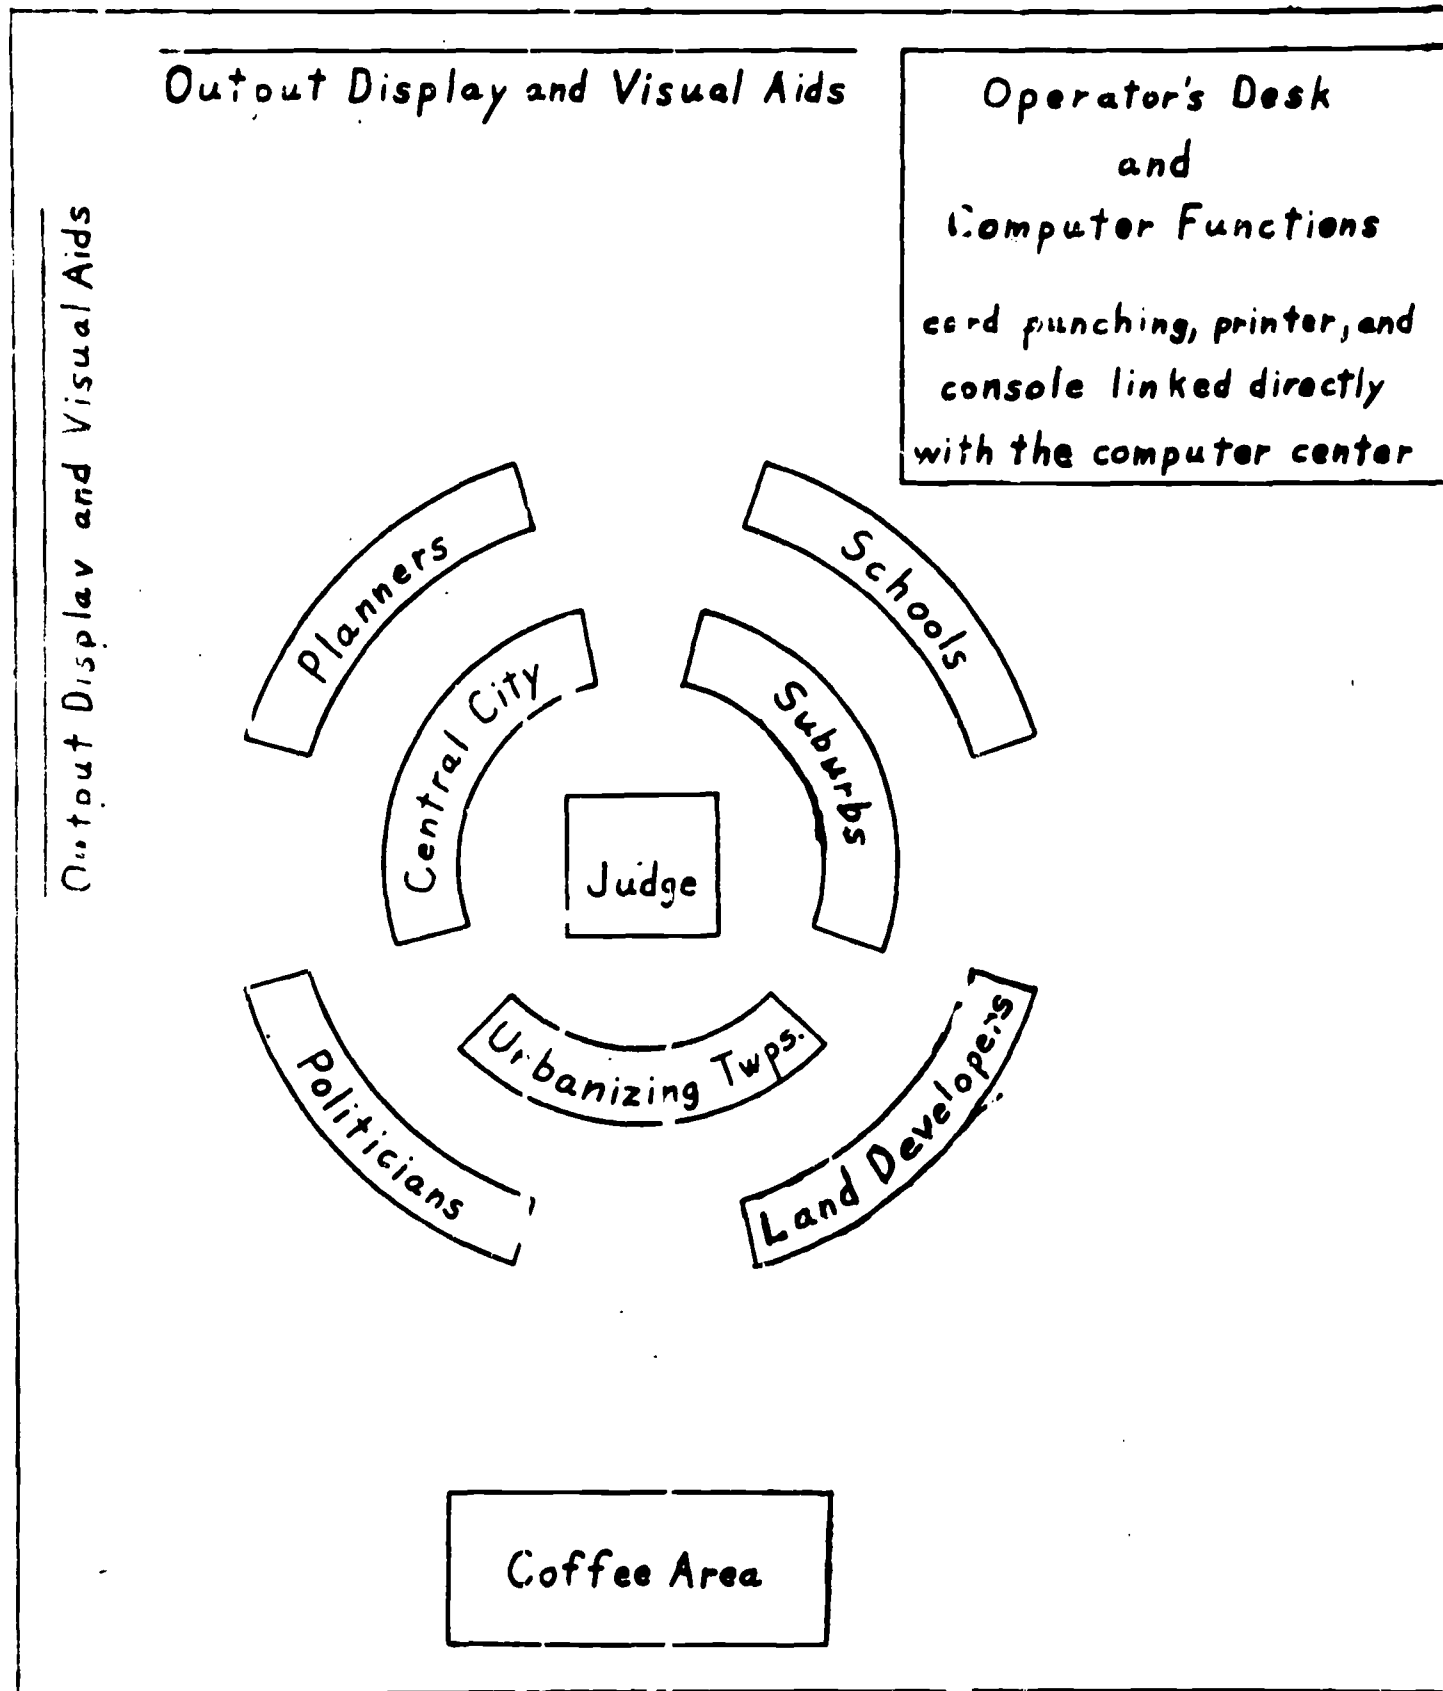 Output Display and Visual Aids
Operator's Desk
and
Computer Functions
card punching, printer, and
console linked directly
with the computer center
Output Display and Visual Aids
Planners
Schools
Central City
Suburbs
Judge
Urbanizing Twps.
Politicians
Land Developers
Coffee Area